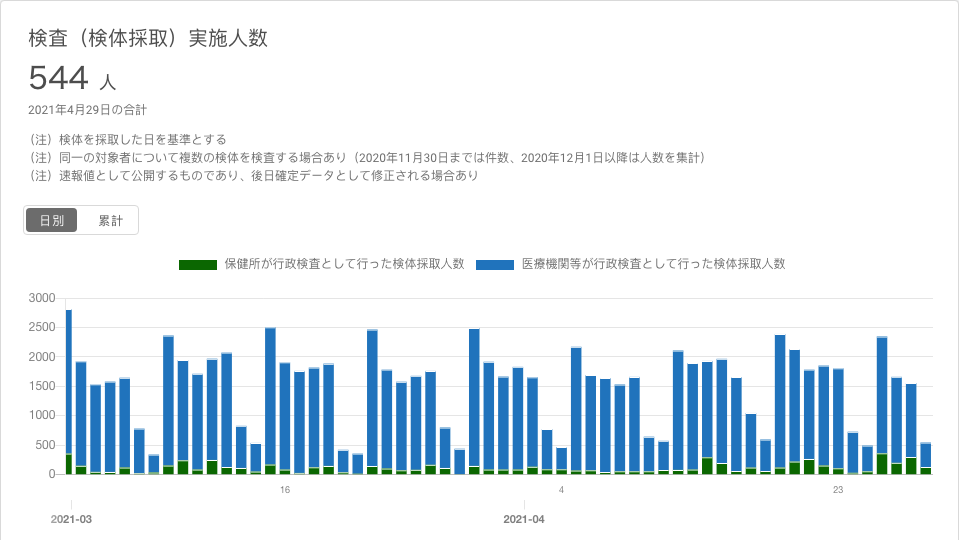 検査（検体採取）実施人数
544 人
2021年4月29日の合計
（注）検体を採取した日を基準とする
（注）同一の対象者について複数の検体を検査する場合あり（2020年11月30日までは件数、2020年12月1日以降は人数を集計）
（注）速報値として公開するものであり、後日確定データとして修正される場合あり
日別 累計
保健所が行政検査として行った検体採取人数 医療機関等が行政検査として行った検体採取人数
3000
2500
2000
1500
1000
500
0
16 4 23
2021-03 2021-04